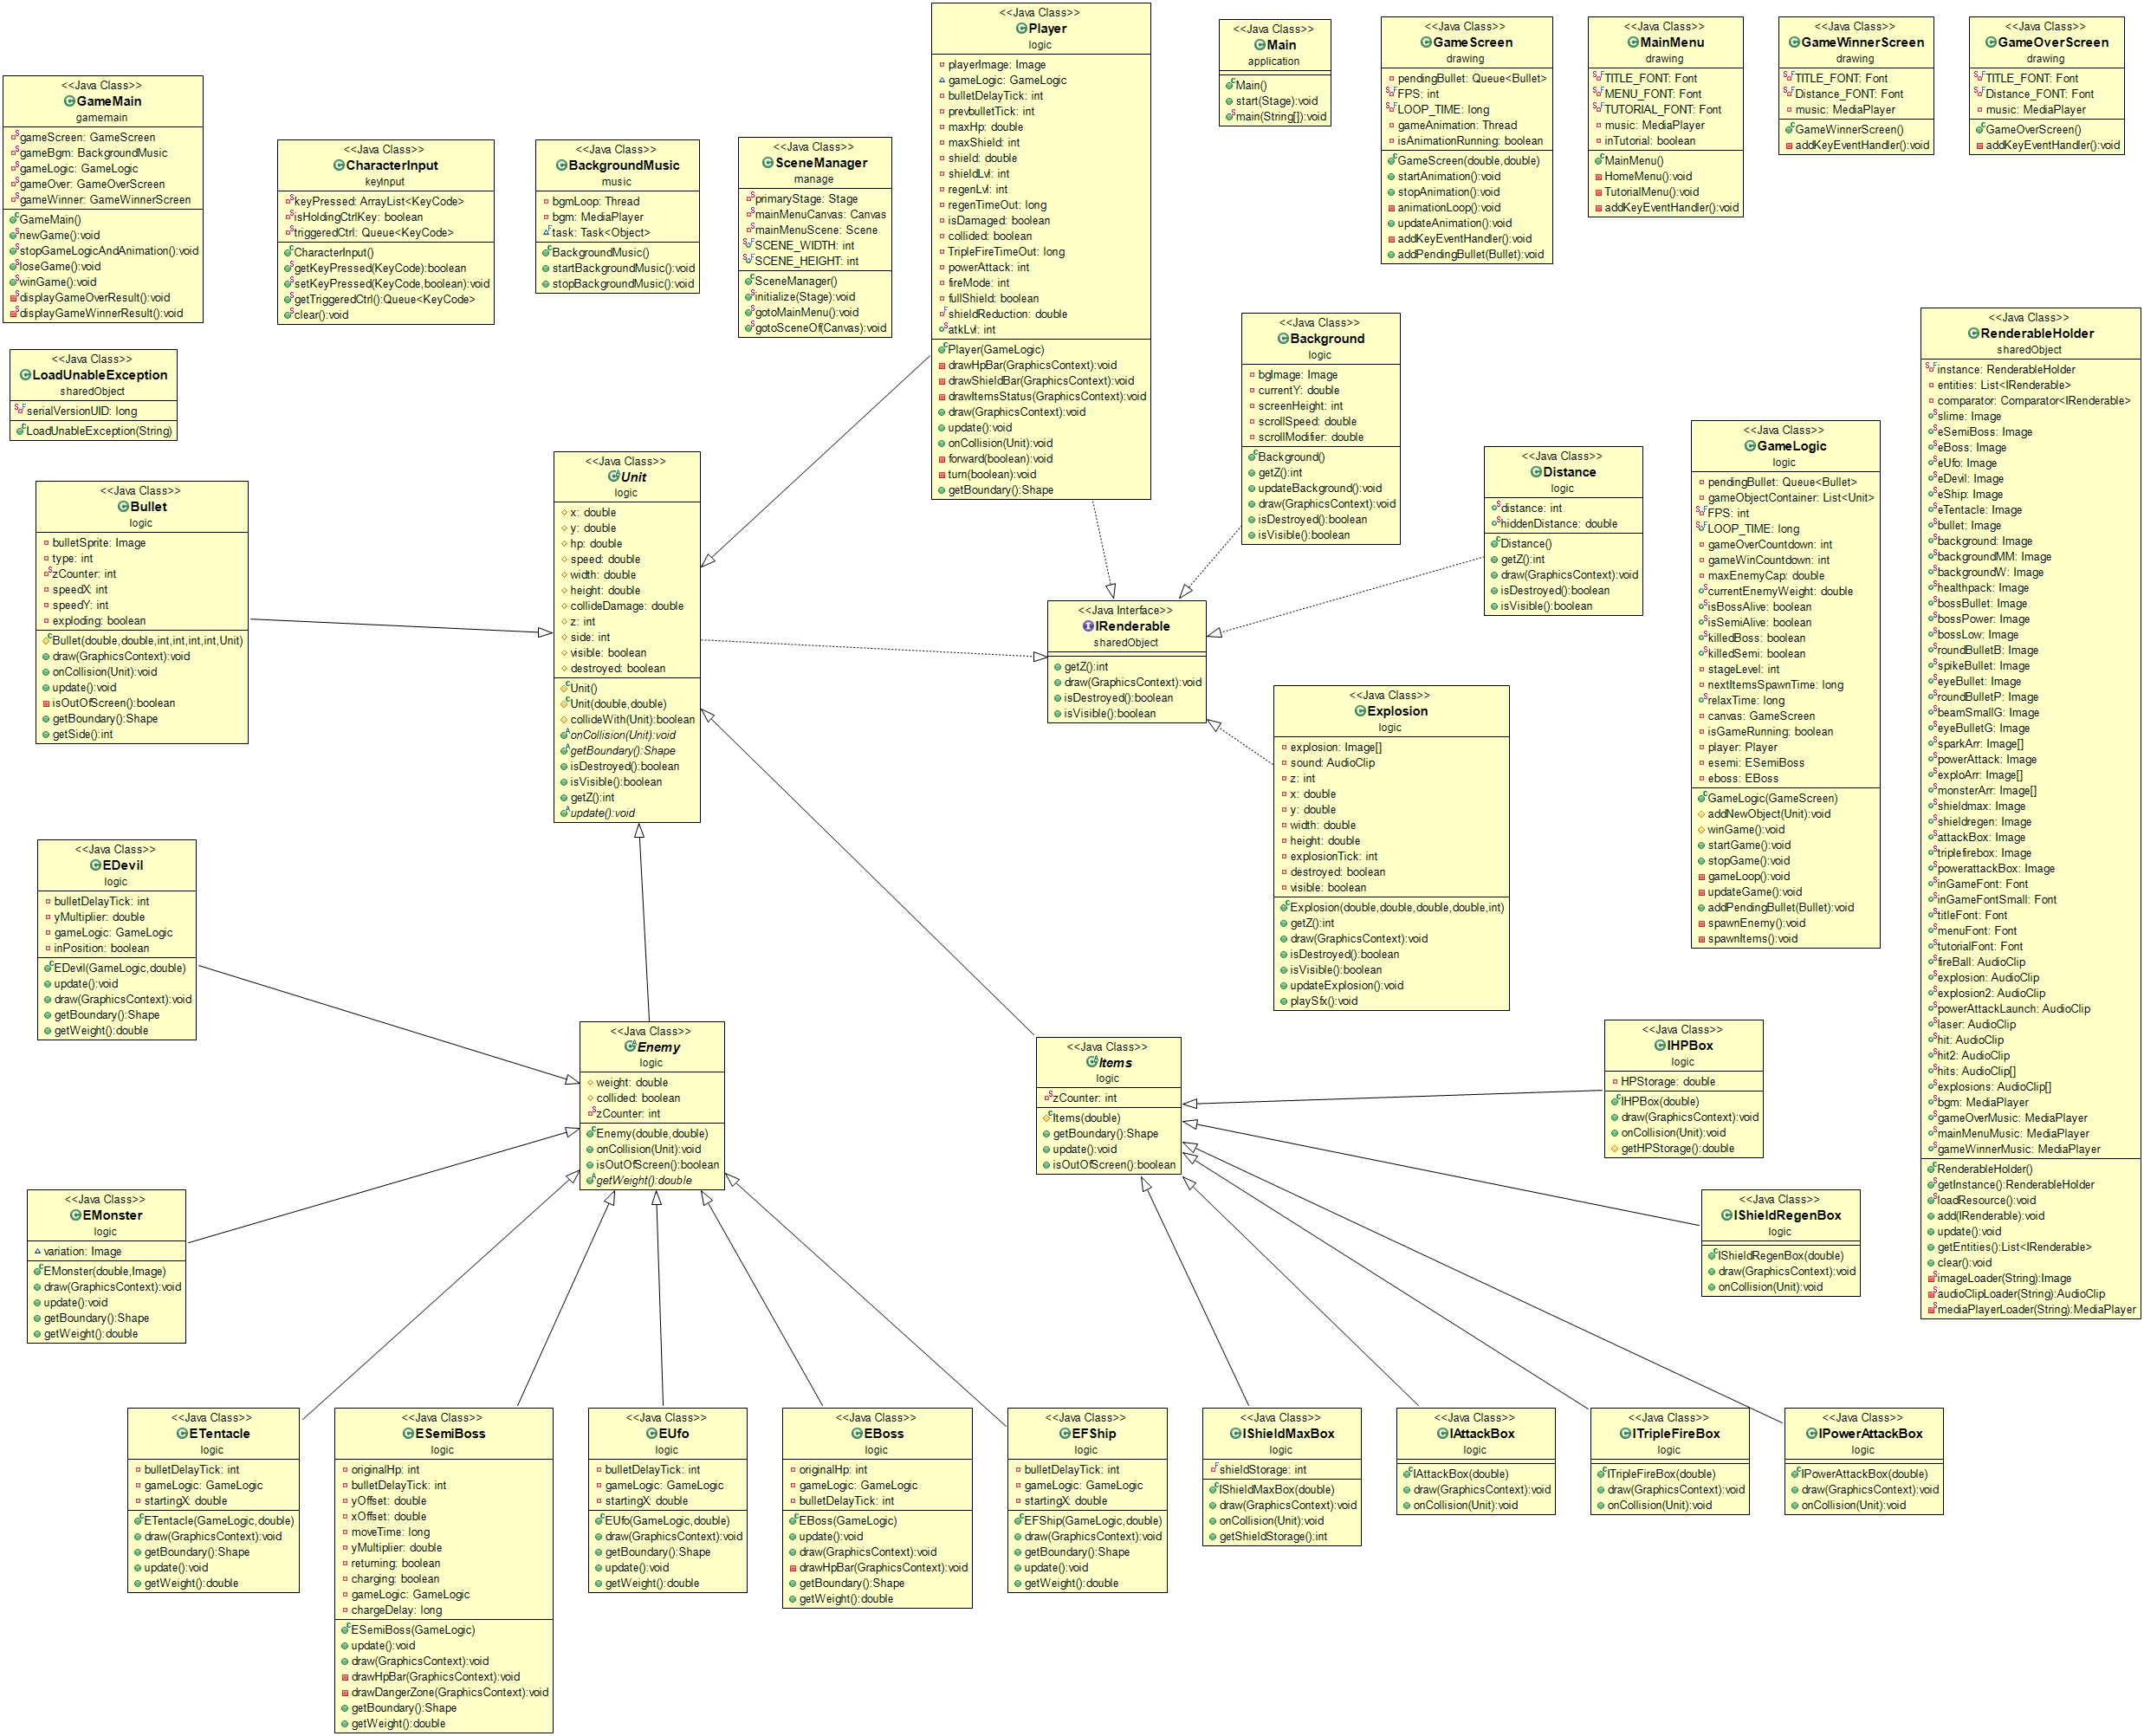 <<Java Class>>
GameMain
gamemain
gameScreen: GameScreen
gameBgm: BackgroundMusic
gameLogic: GameLogic
gameOver: GameOverScreen
gameWinner: GameWinnerScreen
GameMain()
newGame():void
stopGameLogicAndAnimation():void
loseGame():void
winGame():void
displayGameOverResult():void
displayGameWinnerResult():void
<<Java Class>>
CharacterInput
keyInput
keyPressed: ArrayList<KeyCode>
isHoldingCtrlKey: boolean
triggeredCtrl: Queue<KeyCode>
CharacterInput()
getKeyPressed(KeyCode):boolean
setKeyPressed(KeyCode,boolean):void
getTriggeredCtrl():Queue<KeyCode>
clear():void
<<Java Class>>
BackgroundMusic
music
bgmLoop: Thread
bgm: MediaPlayer
task: Task<Object>
BackgroundMusic()
startBackgroundMusic():void
stopBackgroundMusic():void
<<Java Class>>
SceneManager
manage
primaryStage: Stage
mainMenuCanvas: Canvas
mainMenuScene: Scene
SCENE_WIDTH: int
SCENE_HEIGHT: int
SceneManager()
initialize(Stage):void
gotoMainMenu():void
gotoSceneOf(Canvas):void
<<Java Class>>
Player
logic
playerImage: Image
gameLogic: GameLogic
bulletDelayTick: int
prevbulletTick: int
maxHp: double
maxShield: int
shield: double
shieldLvl: int
regenLvl: int
regenTimeOut: long
isDamaged: boolean
collided: boolean
TripleFireTimeOut: long
powerAttack: int
fireMode: int
fullShield: boolean
shieldReduction: double
atkLvl: int
Player(GameLogic)
drawHpBar(GraphicsContext):void
drawShieldBar(GraphicsContext):void
drawItemsStatus(GraphicsContext):void
draw(GraphicsContext):void
update():void
onCollision(Unit):void
forward(boolean):void
turn(boolean):void
getBoundary():Shape
<<Java Class>>
Main
application
Main()
start(Stage):void
main(String[]):void
<<Java Class>>
GameScreen
drawing
pendingBullet: Queue<Bullet>
FPS: int
LOOP_TIME: long
gameAnimation: Thread
isAnimationRunning: boolean
GameScreen(double,double)
startAnimation():void
stopAnimation():void
animationLoop():void
updateAnimation():void
addKeyEventHandler():void
addPendingBullet(Bullet):void
<<Java Class>>
MainMenu
drawing
TITLE_FONT: Font
MENU_FONT: Font
TUTORIAL_FONT: Font
music: MediaPlayer
inTutorial: boolean
MainMenu()
HomeMenu():void
TutorialMenu():void
addKeyEventHandler():void
<<Java Class>>
GameWinnerScreen
drawing
TITLE_FONT: Font
Distance_FONT: Font
music: MediaPlayer
GameWinnerScreen()
addKeyEventHandler():void
<<Java Class>>
GameOverScreen
drawing
TITLE_FONT: Font
Distance_FONT: Font
music: MediaPlayer
GameOverScreen()
addKeyEventHandler():void
<<Java Class>>
LoadUnableException
sharedObject
serialVersionUID: long
LoadUnableException(String)
<<Java Class>>
Bullet
logic
bulletSprite: Image
type: int
zCounter: int
speedX: int
speedY: int
exploding: boolean
Bullet(double,double,int,int,int,int,Unit)
draw(GraphicsContext):void
onCollision(Unit):void
update():void
isOutOfScreen():boolean
getBoundary():Shape
getSide():int
<<Java Class>>
Unit
logic
x: double
y: double
hp: double
speed: double
width: double
height: double
collideDamage: double
z: int
side: int
visible: boolean
destroyed: boolean
Unit()
Unit(double,double)
collideWith(Unit):boolean
onCollision(Unit):void
getBoundary():Shape
isDestroyed():boolean
isVisible():boolean
getZ():int
update():void
<<Java Class>>
Background
logic
bgImage: Image
currentY: double
screenHeight: int
scrollSpeed: double
scrollModifier: double
Background()
getZ():int
updateBackground():void
draw(GraphicsContext):void
isDestroyed():boolean
isVisible():boolean
<<Java Class>>
Distance
logic
distance: int
hiddenDistance: double
Distance()
getZ():int
draw(GraphicsContext):void
isDestroyed():boolean
isVisible():boolean
<<Java Interface>>
IRenderable
sharedObject
getZ():int
draw(GraphicsContext):void
isDestroyed():boolean
isVisible():boolean
<<Java Class>>
Explosion
logic
explosion: Image[]
sound: AudioClip
z: int
x: double
y: double
width: double
height: double
explosionTick: int
destroyed: boolean
visible: boolean
Explosion(double,double,double,double,int)
getZ():int
draw(GraphicsContext):void
isDestroyed():boolean
isVisible():boolean
updateExplosion():void
playSfx():void
<<Java Class>>
GameLogic
logic
pendingBullet: Queue<Bullet>
gameObjectContainer: List<Unit>
FPS: int
LOOP_TIME: long
gameOverCountdown: int
gameWinCountdown: int
maxEnemyCap: double
currentEnemyWeight: double
isBossAlive: boolean
isSemiAlive: boolean
killedBoss: boolean
killedSemi: boolean
stageLevel: int
nextItemsSpawnTime: long
relaxTime: long
canvas: GameScreen
isGameRunning: boolean
player: Player
esemi: ESemiBoss
eboss: EBoss
GameLogic(GameScreen)
addNewObject(Unit):void
winGame():void
startGame():void
stopGame():void
gameLoop():void
updateGame():void
addPendingBullet(Bullet):void
spawnEnemy():void
spawnItems():void
<<Java Class>>
RenderableHolder
sharedObject
instance: RenderableHolder
entities: List<IRenderable>
comparator: Comparator<IRenderable>
slime: Image
eSemiBoss: Image
eBoss: Image
eUfo: Image
eDevil: Image
eShip: Image
eTentacle: Image
bullet: Image
background: Image
backgroundMM: Image
backgroundW: Image
healthpack: Image
bossBullet: Image
bossPower: Image
bossLow: Image
roundBulletB: Image
spikeBullet: Image
eyeBullet: Image
roundBulletP: Image
beamSmallG: Image
eyeBulletG: Image
sparkArr: Image[]
powerAttack: Image
exploArr: Image[]
monsterArr: Image[]
shieldmax: Image
shieldregen: Image
attackBox: Image
triplefirebox: Image
powerattackBox: Image
inGameFont: Font
inGameFontSmall: Font
titleFont: Font
menuFont: Font
tutorialFont: Font
fireBall: AudioClip
explosion: AudioClip
explosion2: AudioClip
powerAttackLaunch: AudioClip
laser: AudioClip
hit: AudioClip
hit2: AudioClip
hits: AudioClip[]
explosions: AudioClip[]
bgm: MediaPlayer
gameOverMusic: MediaPlayer
mainMenuMusic: MediaPlayer
gameWinnerMusic: MediaPlayer
RenderableHolder()
getInstance():RenderableHolder
loadResource():void
add(IRenderable):void
update():void
getEntities():List<IRenderable>
clear():void
imageLoader(String):Image
audioClipLoader(String):AudioClip
mediaPlayerLoader(String):MediaPlayer
<<Java Class>>
EDevil
logic
bulletDelayTick: int
yMultiplier: double
gameLogic: GameLogic
inPosition: boolean
EDevil(GameLogic,double)
update():void
draw(GraphicsContext):void
getBoundary():Shape
getWeight():double
<<Java Class>>
Enemy
logic
weight: double
collided: boolean
zCounter: int
Enemy(double,double)
onCollision(Unit):void
isOutOfScreen():boolean
getWeight():double
<<Java Class>>
Items
logic
zCounter: int
Items(double)
getBoundary():Shape
update():void
isOutOfScreen():boolean
<<Java Class>>
IHPBox
logic
HPStorage: double
IHPBox(double)
draw(GraphicsContext):void
onCollision(Unit):void
getHPStorage():double
<<Java Class>>
EMonster
logic
variation: Image
EMonster(double,Image)
draw(GraphicsContext):void
update():void
getBoundary():Shape
getWeight():double
<<Java Class>>
IShieldRegenBox
logic
IShieldRegenBox(double)
draw(GraphicsContext):void
onCollision(Unit):void
<<Java Class>>
ETentacle
logic
bulletDelayTick: int
gameLogic: GameLogic
startingX: double
ETentacle(GameLogic,double)
draw(GraphicsContext):void
getBoundary():Shape
update():void
getWeight():double
<<Java Class>>
ESemiBoss
logic
originalHp: int
bulletDelayTick: int
yOffset: double
xOffset: double
moveTime: long
yMultiplier: double
returning: boolean
charging: boolean
gameLogic: GameLogic
chargeDelay: long
ESemiBoss(GameLogic)
update():void
draw(GraphicsContext):void
drawHpBar(GraphicsContext):void
drawDangerZone(GraphicsContext):void
getBoundary():Shape
getWeight():double
<<Java Class>>
EUfo
logic
bulletDelayTick: int
gameLogic: GameLogic
startingX: double
EUfo(GameLogic,double)
draw(GraphicsContext):void
getBoundary():Shape
update():void
getWeight():double
<<Java Class>>
EBoss
logic
originalHp: int
gameLogic: GameLogic
bulletDelayTick: int
EBoss(GameLogic)
update():void
draw(GraphicsContext):void
drawHpBar(GraphicsContext):void
getBoundary():Shape
getWeight():double
<<Java Class>>
EFShip
logic
bulletDelayTick: int
gameLogic: GameLogic
startingX: double
EFShip(GameLogic,double)
draw(GraphicsContext):void
getBoundary():Shape
update():void
getWeight():double
<<Java Class>>
IShieldMaxBox
logic
shieldStorage: int
IShieldMaxBox(double)
draw(GraphicsContext):void
onCollision(Unit):void
getShieldStorage():int
<<Java Class>>
IAttackBox
logic
IAttackBox(double)
draw(GraphicsContext):void
onCollision(Unit):void
<<Java Class>>
ITripleFireBox
logic
ITripleFireBox(double)
draw(GraphicsContext):void
onCollision(Unit):void
<<Java Class>>
IPowerAttackBox
logic
IPowerAttackBox(double)
draw(GraphicsContext):void
onCollision(Unit):void